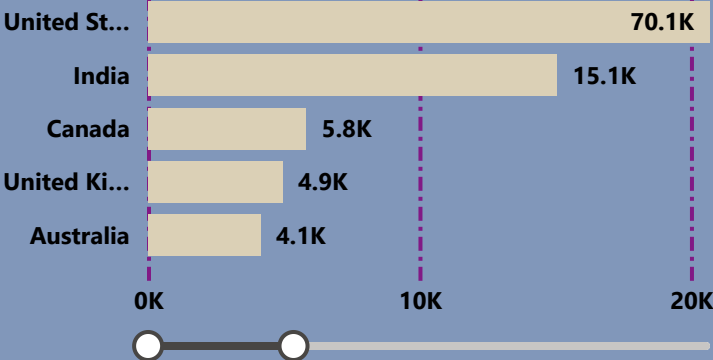 United St... 70.1K
India 15.1K
Canada 5.8K
United Ki... 4.9K
Australia 4.1K
0K 10K 20K